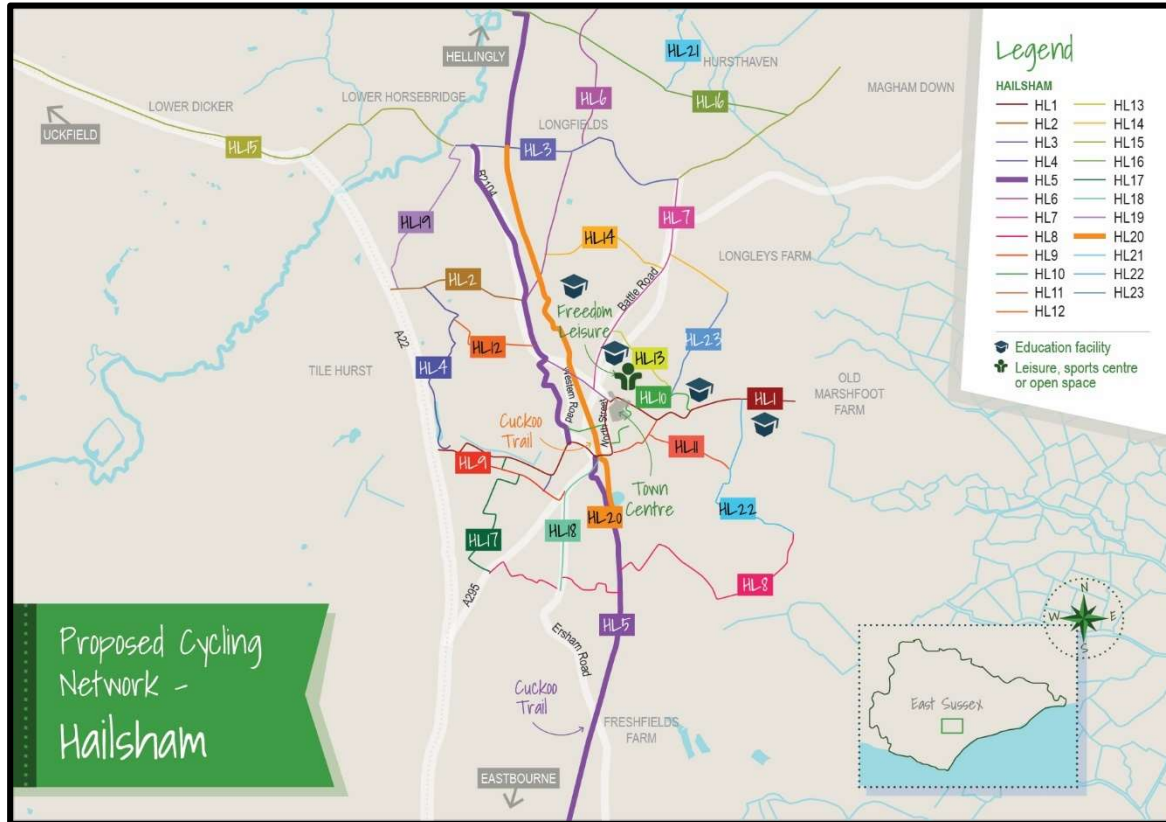 HELLINGLY
HL21
HURSTHAVEN
MAGHAM DOWN
LOWER DICKER
LOWER HORSEBRIDGE
HL6
HL16
UCKFIELD
LONGFIELDS
HL15
HL3
B2104
HL19
HL7
HL14
LONGLEYS FARM
HL2
Battle Road
Freedom
Leisure
A22
HL12
HL13
HL23
TILE HURST
HL4
Western Road
North Street
HL10
HL1
OLD
MARSHFOOT
FARM
Cuckoo
Trail
HL9
HL11
Town
Centre
HL22
HL20
HL17
HL18
HL8
A295
HL5
Ersham Road
Cuckoo
Trail
FRESHFIELDS
FARM
EASTBOURNE
Legend
HAILSHAM
HL1
HL2
HL3
HL4
HL5
HL6
HL7
HL8
HL9
HL10
HL11
HL12
HL13
HL14
HL15
HL16
HL17
HL18
HL19
HL20
HL21
HL22
HL23
Education facility
Leisure, sports centre
or open space
Proposed Cycling
Network -
Hailsham
N
W
E
S
East Sussex